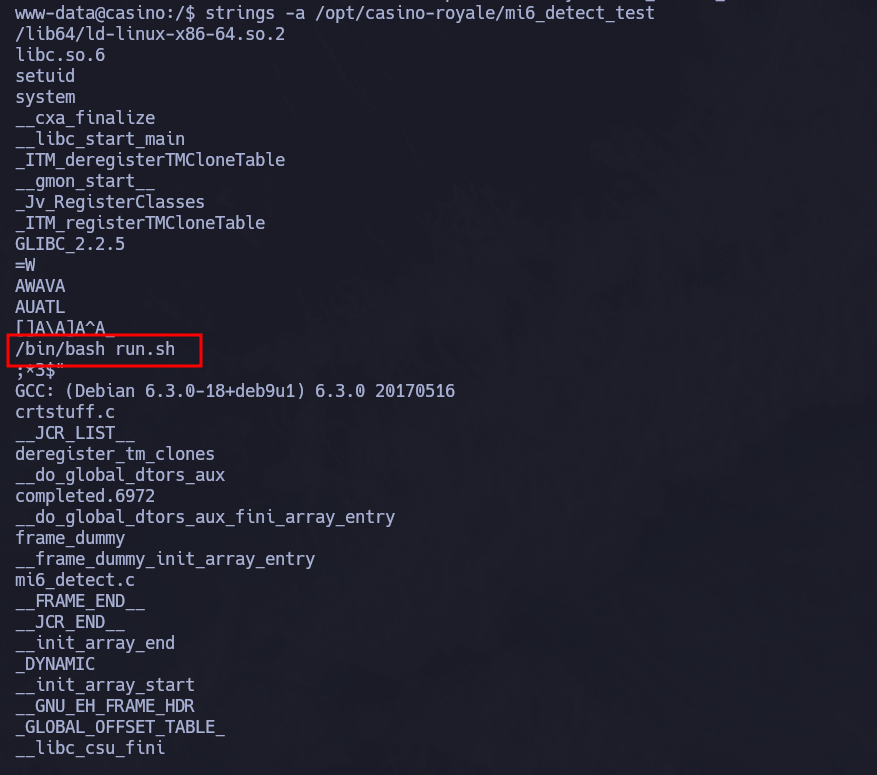 www-data@casino:/$ strings -a /opt/casino-royale/mi6_detect_test
/lib64/ld-linux-x86-64.so.2
libc.so.6
setuid
system
__cxa_finalize
__libc_start_main
_ITM_deregisterTMCloneTable
__gmon_start__
_Jv_RegisterClasses
_ITM_registerTMCloneTable
GLIBC_2.2.5
=W
AWAVA
AUATL
[]A\A]A^A_
/bin/bash run.sh
;*3$"
GCC: (Debian 6.3.0-18+deb9u1) 6.3.0 20170516
crtstuff.c
__JCR_LIST__
deregister_tm_clones
__do_global_dtors_aux
completed.6972
__do_global_dtors_aux_fini_array_entry
frame_dummy
__frame_dummy_init_array_entry
mi6_detect.c
__FRAME_END__
__JCR_END__
__init_array_end
_DYNAMIC
__init_array_start
__GNU_EH_FRAME_HDR
_GLOBAL_OFFSET_TABLE_
__libc_csu_fini